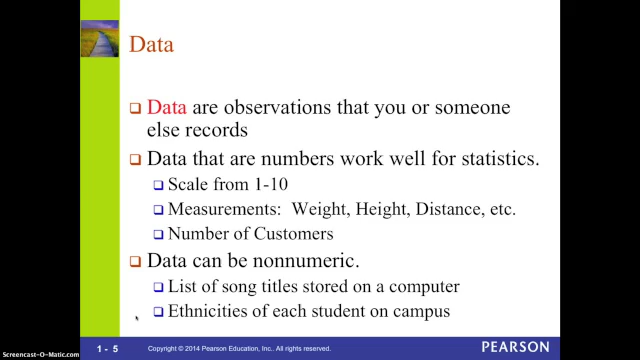 Data
Data are observations that you or someone
else records
Data that are numbers work well for statistics.
Scale from 1-10
Measurements: Weight, Height, Distance, etc.
Number of Customers
Data can be nonnumeric.
List of song titles stored on a computer
Ethnicities of each student on campus
1 - 5
Copyright © 2014 Pearson Education, Inc.. All rights reserved.
PEARSON
Screencast-O-Matic.com